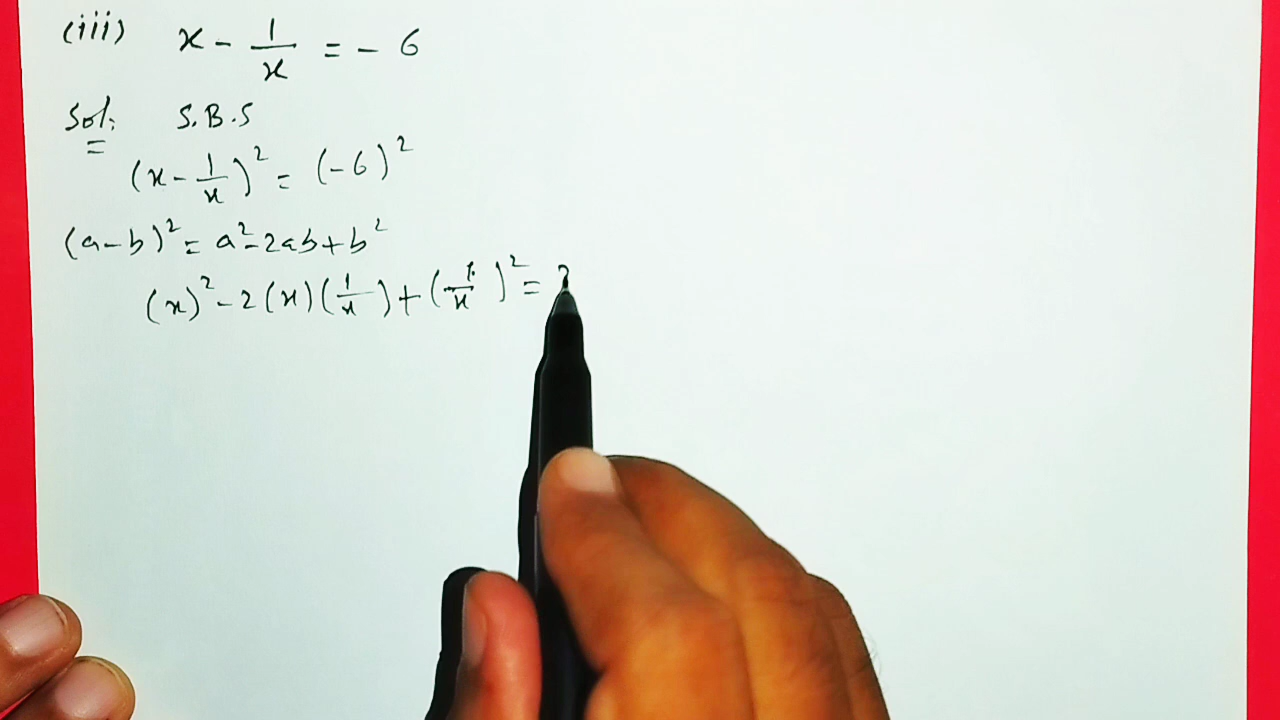 (iii) x - 1/x = - 6
Sol: S.B.S
(x - 1/x)² = (-6)²
(a-b)² = a²-2ab+b²
(x)² - 2(x)(1/x) + (1/x)² =